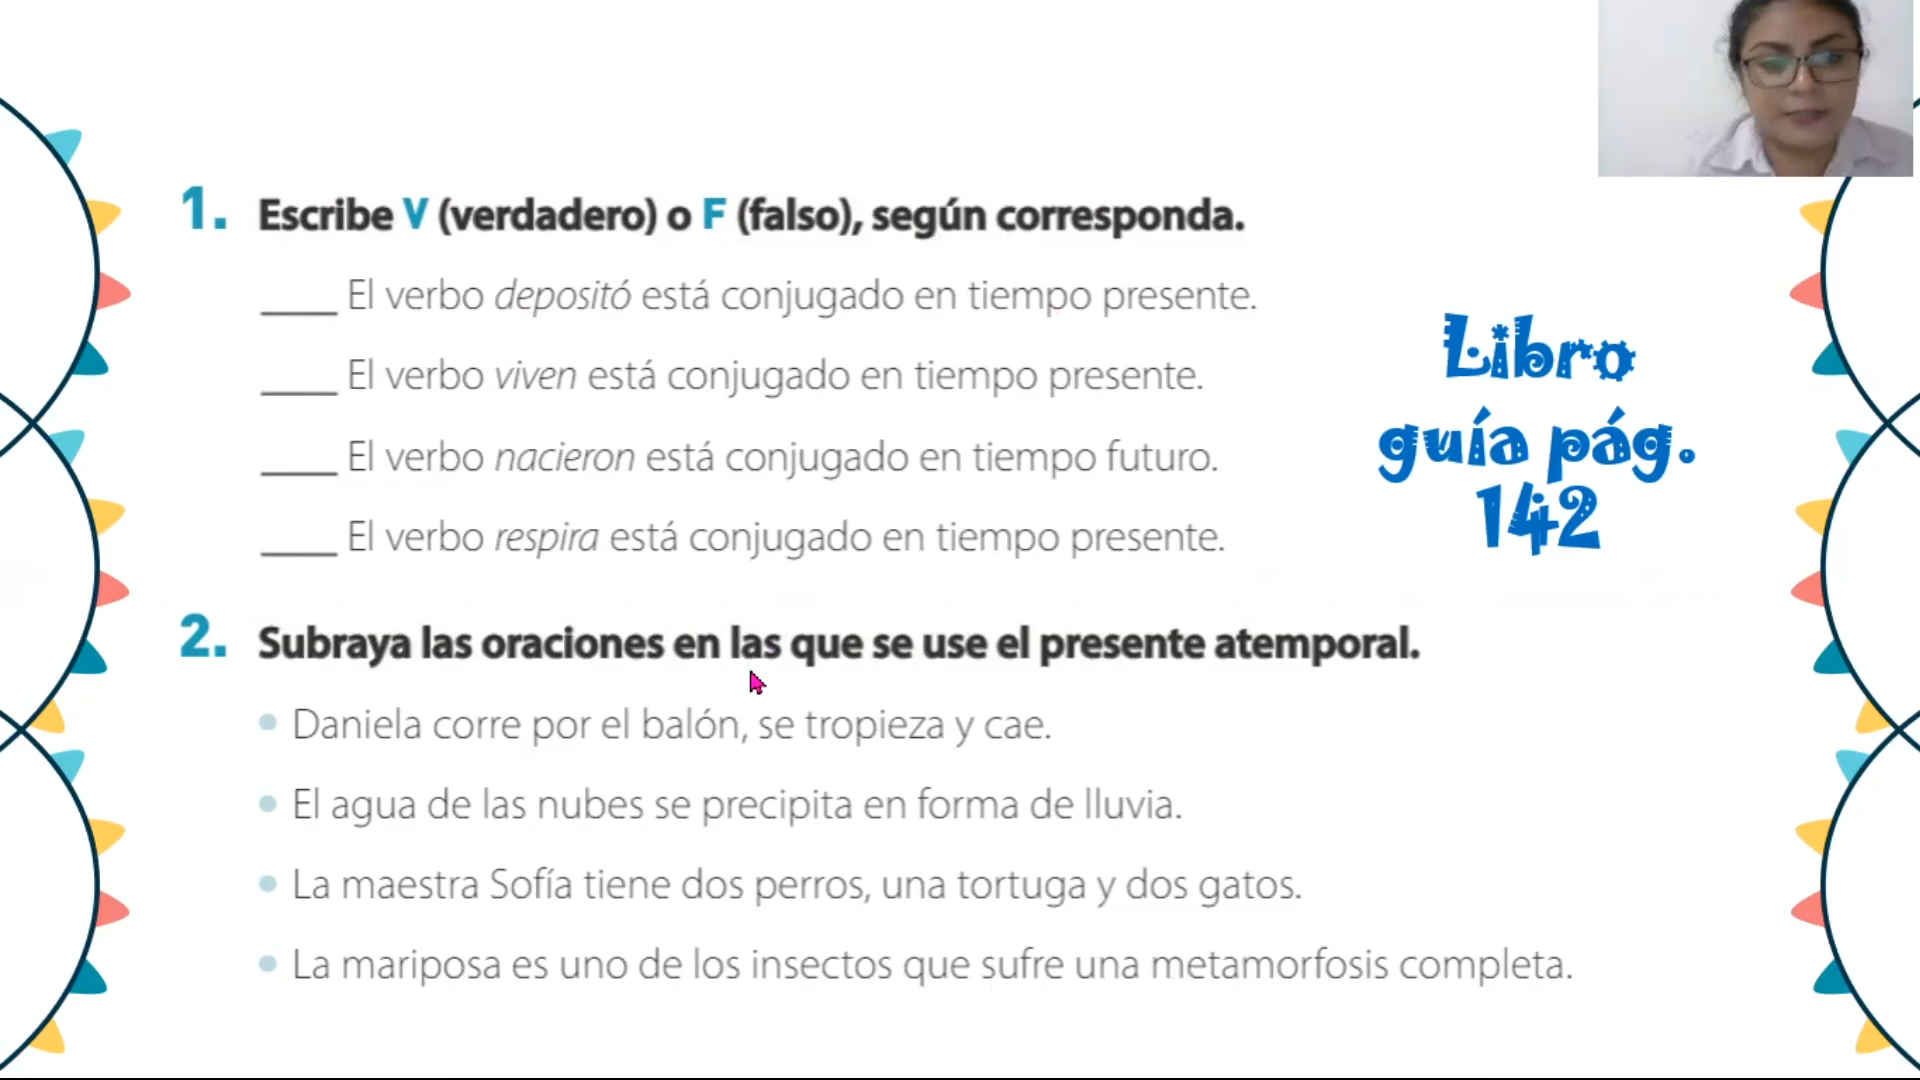 1. Escribe V (verdadero) o F (falso), según corresponda.
____ El verbo depositó está conjugado en tiempo presente.
____ El verbo viven está conjugado en tiempo presente.
____ El verbo nacieron está conjugado en tiempo futuro.
____ El verbo respira está conjugado en tiempo presente.
Libro
guía pág.
142
2. Subraya las oraciones en las que se use el presente atemporal.
• Daniela corre por el balón, se tropieza y cae.
• El agua de las nubes se precipita en forma de lluvia.
• La maestra Sofía tiene dos perros, una tortuga y dos gatos.
• La mariposa es uno de los insectos que sufre una metamorfosis completa.